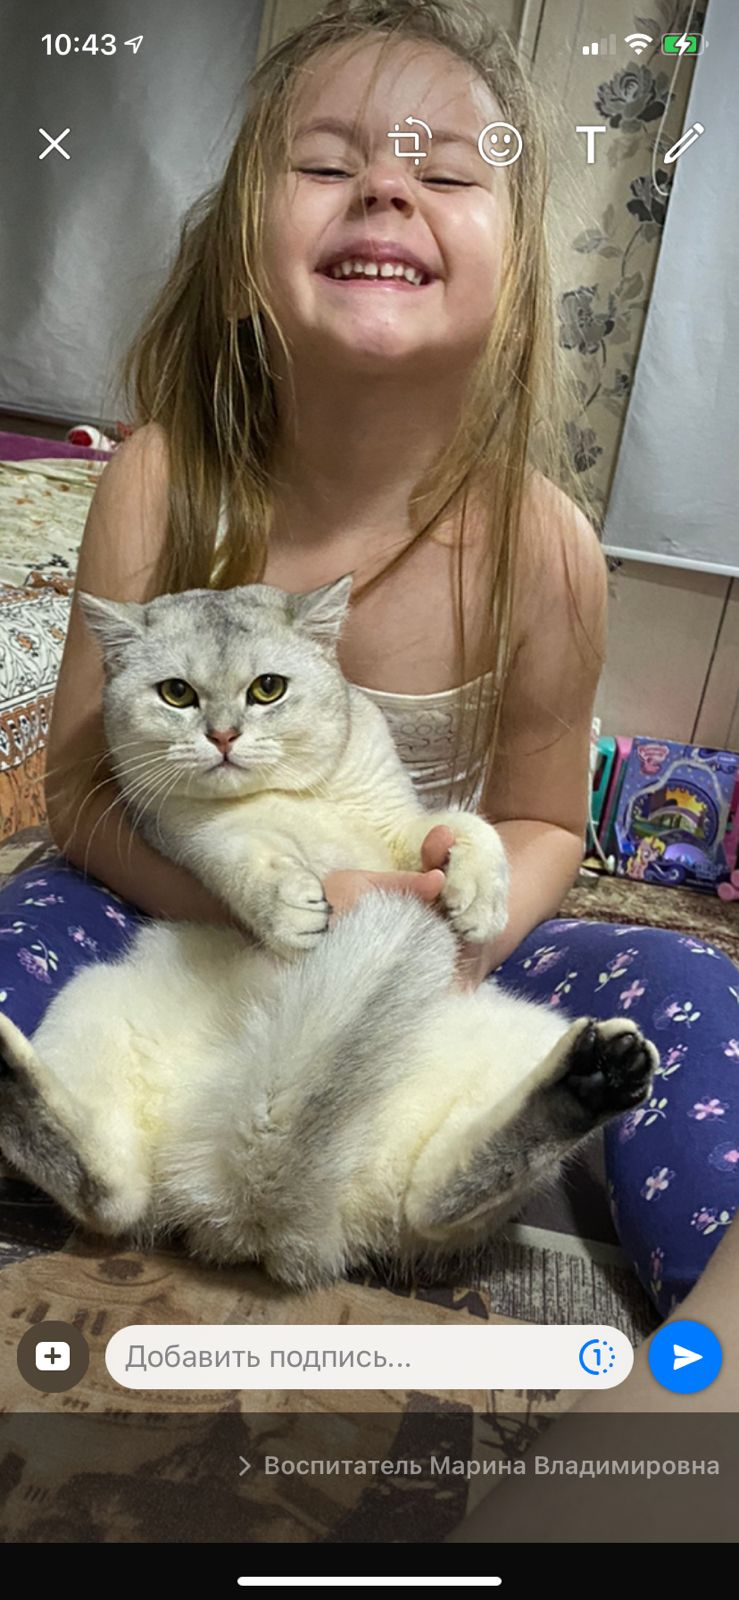 10:43
T
Добавить подпись...
1
Воспитатель Марина Владимировна